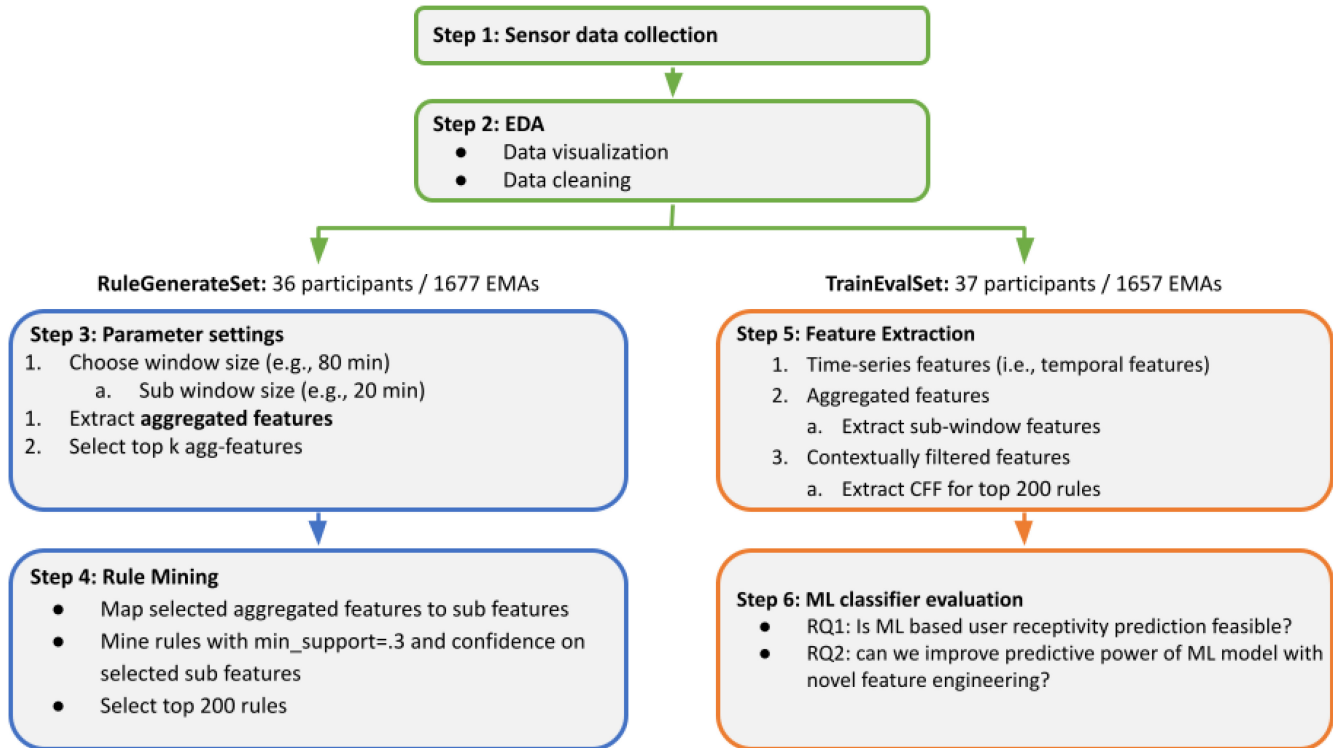 Step 1: Sensor data collection
Step 2: EDA
● Data visualization
● Data cleaning
RuleGenerateSet: 36 participants / 1677 EMAs
Step 3: Parameter settings
1. Choose window size (e.g., 80 min)
a. Sub window size (e.g., 20 min)
1. Extract aggregated features
2. Select top k agg-features
Step 4: Rule Mining
● Map selected aggregated features to sub features
● Mine rules with min_support=.3 and confidence on
selected sub features
● Select top 200 rules
TrainEvalSet: 37 participants / 1657 EMAs
Step 5: Feature Extraction
1. Time-series features (i.e., temporal features)
2. Aggregated features
a. Extract sub-window features
3. Contextually filtered features
a. Extract CFF for top 200 rules
Step 6: ML classifier evaluation
● RQ1: Is ML based user receptivity prediction feasible?
● RQ2: can we improve predictive power of ML model with
novel feature engineering?